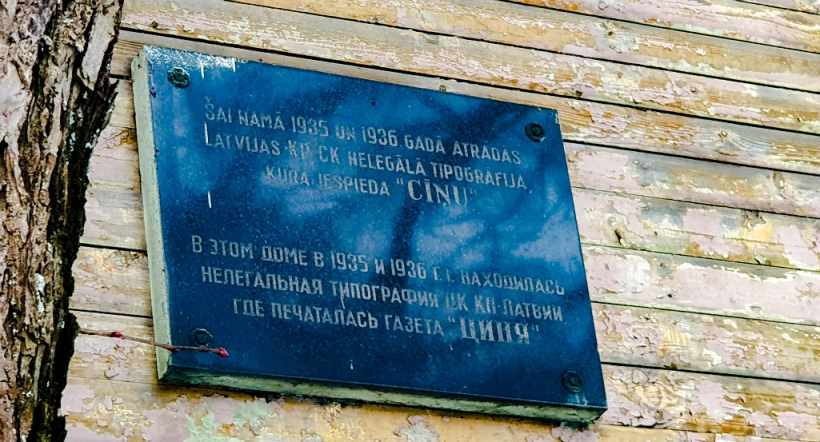 ŠAI NAMĀ 1935 UN 1936 GADĀ ATRADĀS
LATVIJAS KP CK NELEGĀLĀ TIPOGRĀFIJA,
KURĀ IESPIEDA "CĪŅU"
В ЭТОМ ДОМЕ В 1935 И 1936 Г.Г. НАХОДИЛАСЬ
НЕЛЕГАЛЬНАЯ ТИПОГРАФИЯ ЦК КП ЛАТВИИ
ГДЕ ПЕЧАТАЛАСЬ ГАЗЕТА "ЦИНЯ"